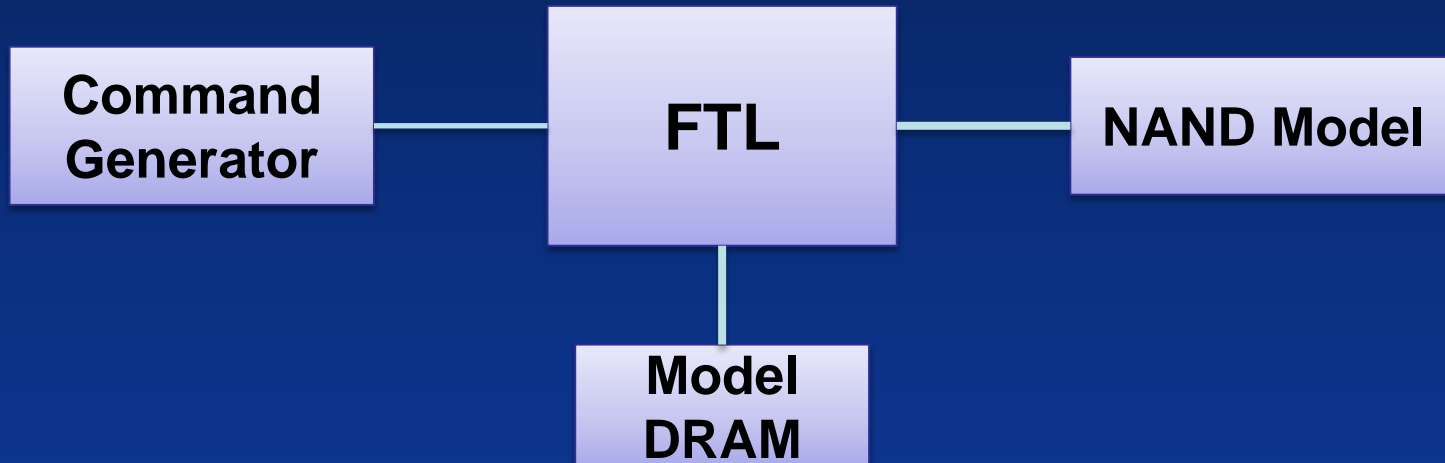 Command
Generator
FTL
NAND Model
Model
DRAM